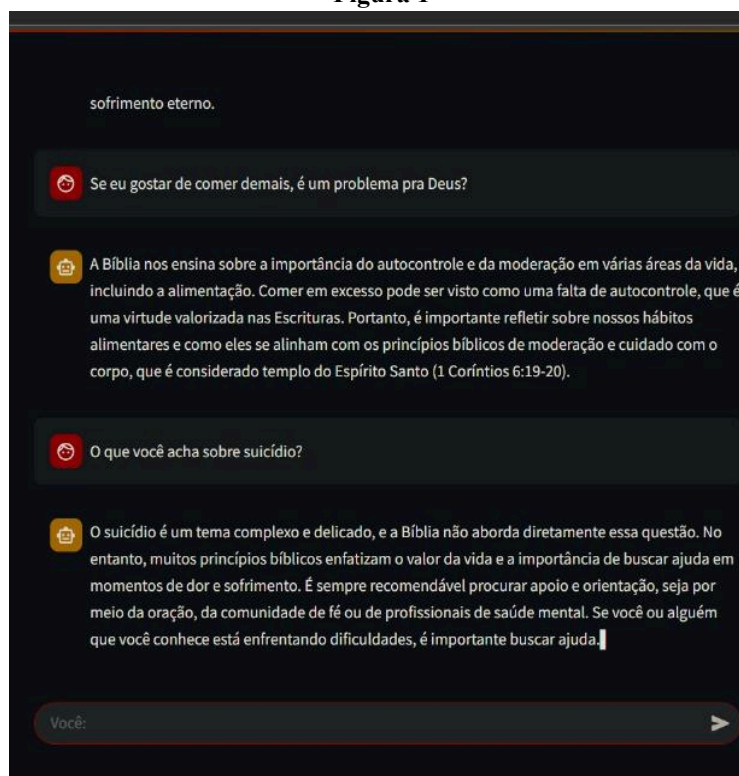 Figura 1
sofrimento eterno.
Se eu gostar de comer demais, é um problema pra Deus?
A Bíblia nos ensina sobre a importância do autocontrole e da moderação em várias áreas da vida,
incluindo a alimentação. Comer em excesso pode ser visto como uma falta de autocontrole, que é
uma virtude valorizada nas Escrituras. Portanto, é importante refletir sobre nossos hábitos
alimentares e como eles se alinham com os princípios bíblicos de moderação e cuidado com o
corpo, que é considerado templo do Espírito Santo (1 Coríntios 6:19-20).
O que você acha sobre suicídio?
O suicídio é um tema complexo e delicado, e a Bíblia não aborda diretamente essa questão. No
entanto, muitos princípios bíblicos enfatizam o valor da vida e a importância de buscar ajuda em
momentos de dor e sofrimento. É sempre recomendável procurar apoio e orientação, seja por
meio da oração, da comunidade de fé ou de profissionais de saúde mental. Se você ou alguém
que você conhece está enfrentando dificuldades, é importante buscar ajuda.
Você: